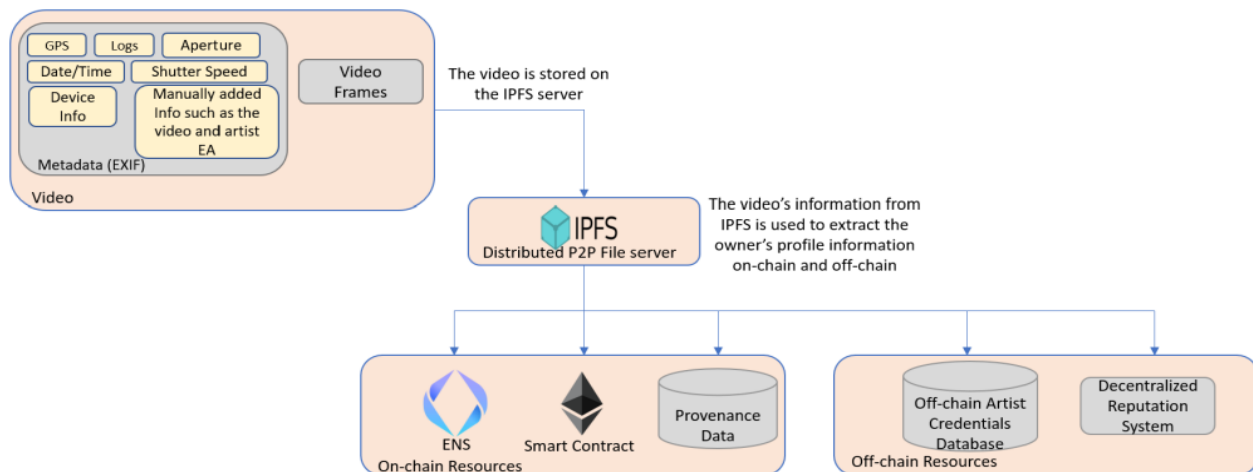 GPS
Logs
Aperture
Date/Time
Shutter Speed
Device
Info
Manually added
Info such as the
video and artist
EA
Metadata (EXIF)
Video
Frames
Video
The video is stored on
the IPFS server
IPFS
Distributed P2P File server
The video's information from
IPFS is used to extract the
owner's profile information
on-chain and off-chain
ENS
Smart Contract
Provenance
Data
On-chain Resources
Off-chain Artist
Credentials
Database
Decentralized
Reputation
System
Off-chain Resources